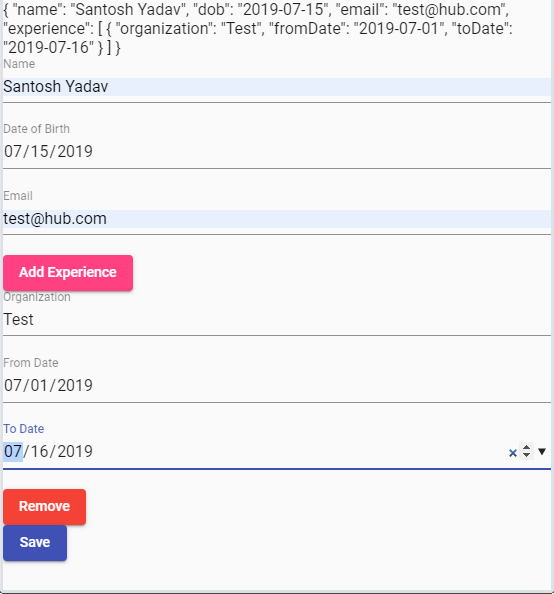 { "name": "Santosh Yadav", "dob": "2019-07-15", "email": "test@hub.com",
"experience": [ { "organization": "Test", "fromDate": "2019-07-01", "toDate":
"2019-07-16" } ] }
Name
Santosh Yadav
Date of Birth
07/15/2019
Email
test@hub.com
Add Experience
Organization
Test
From Date
07/01/2019
To Date
07/16/2019
Remove
Save